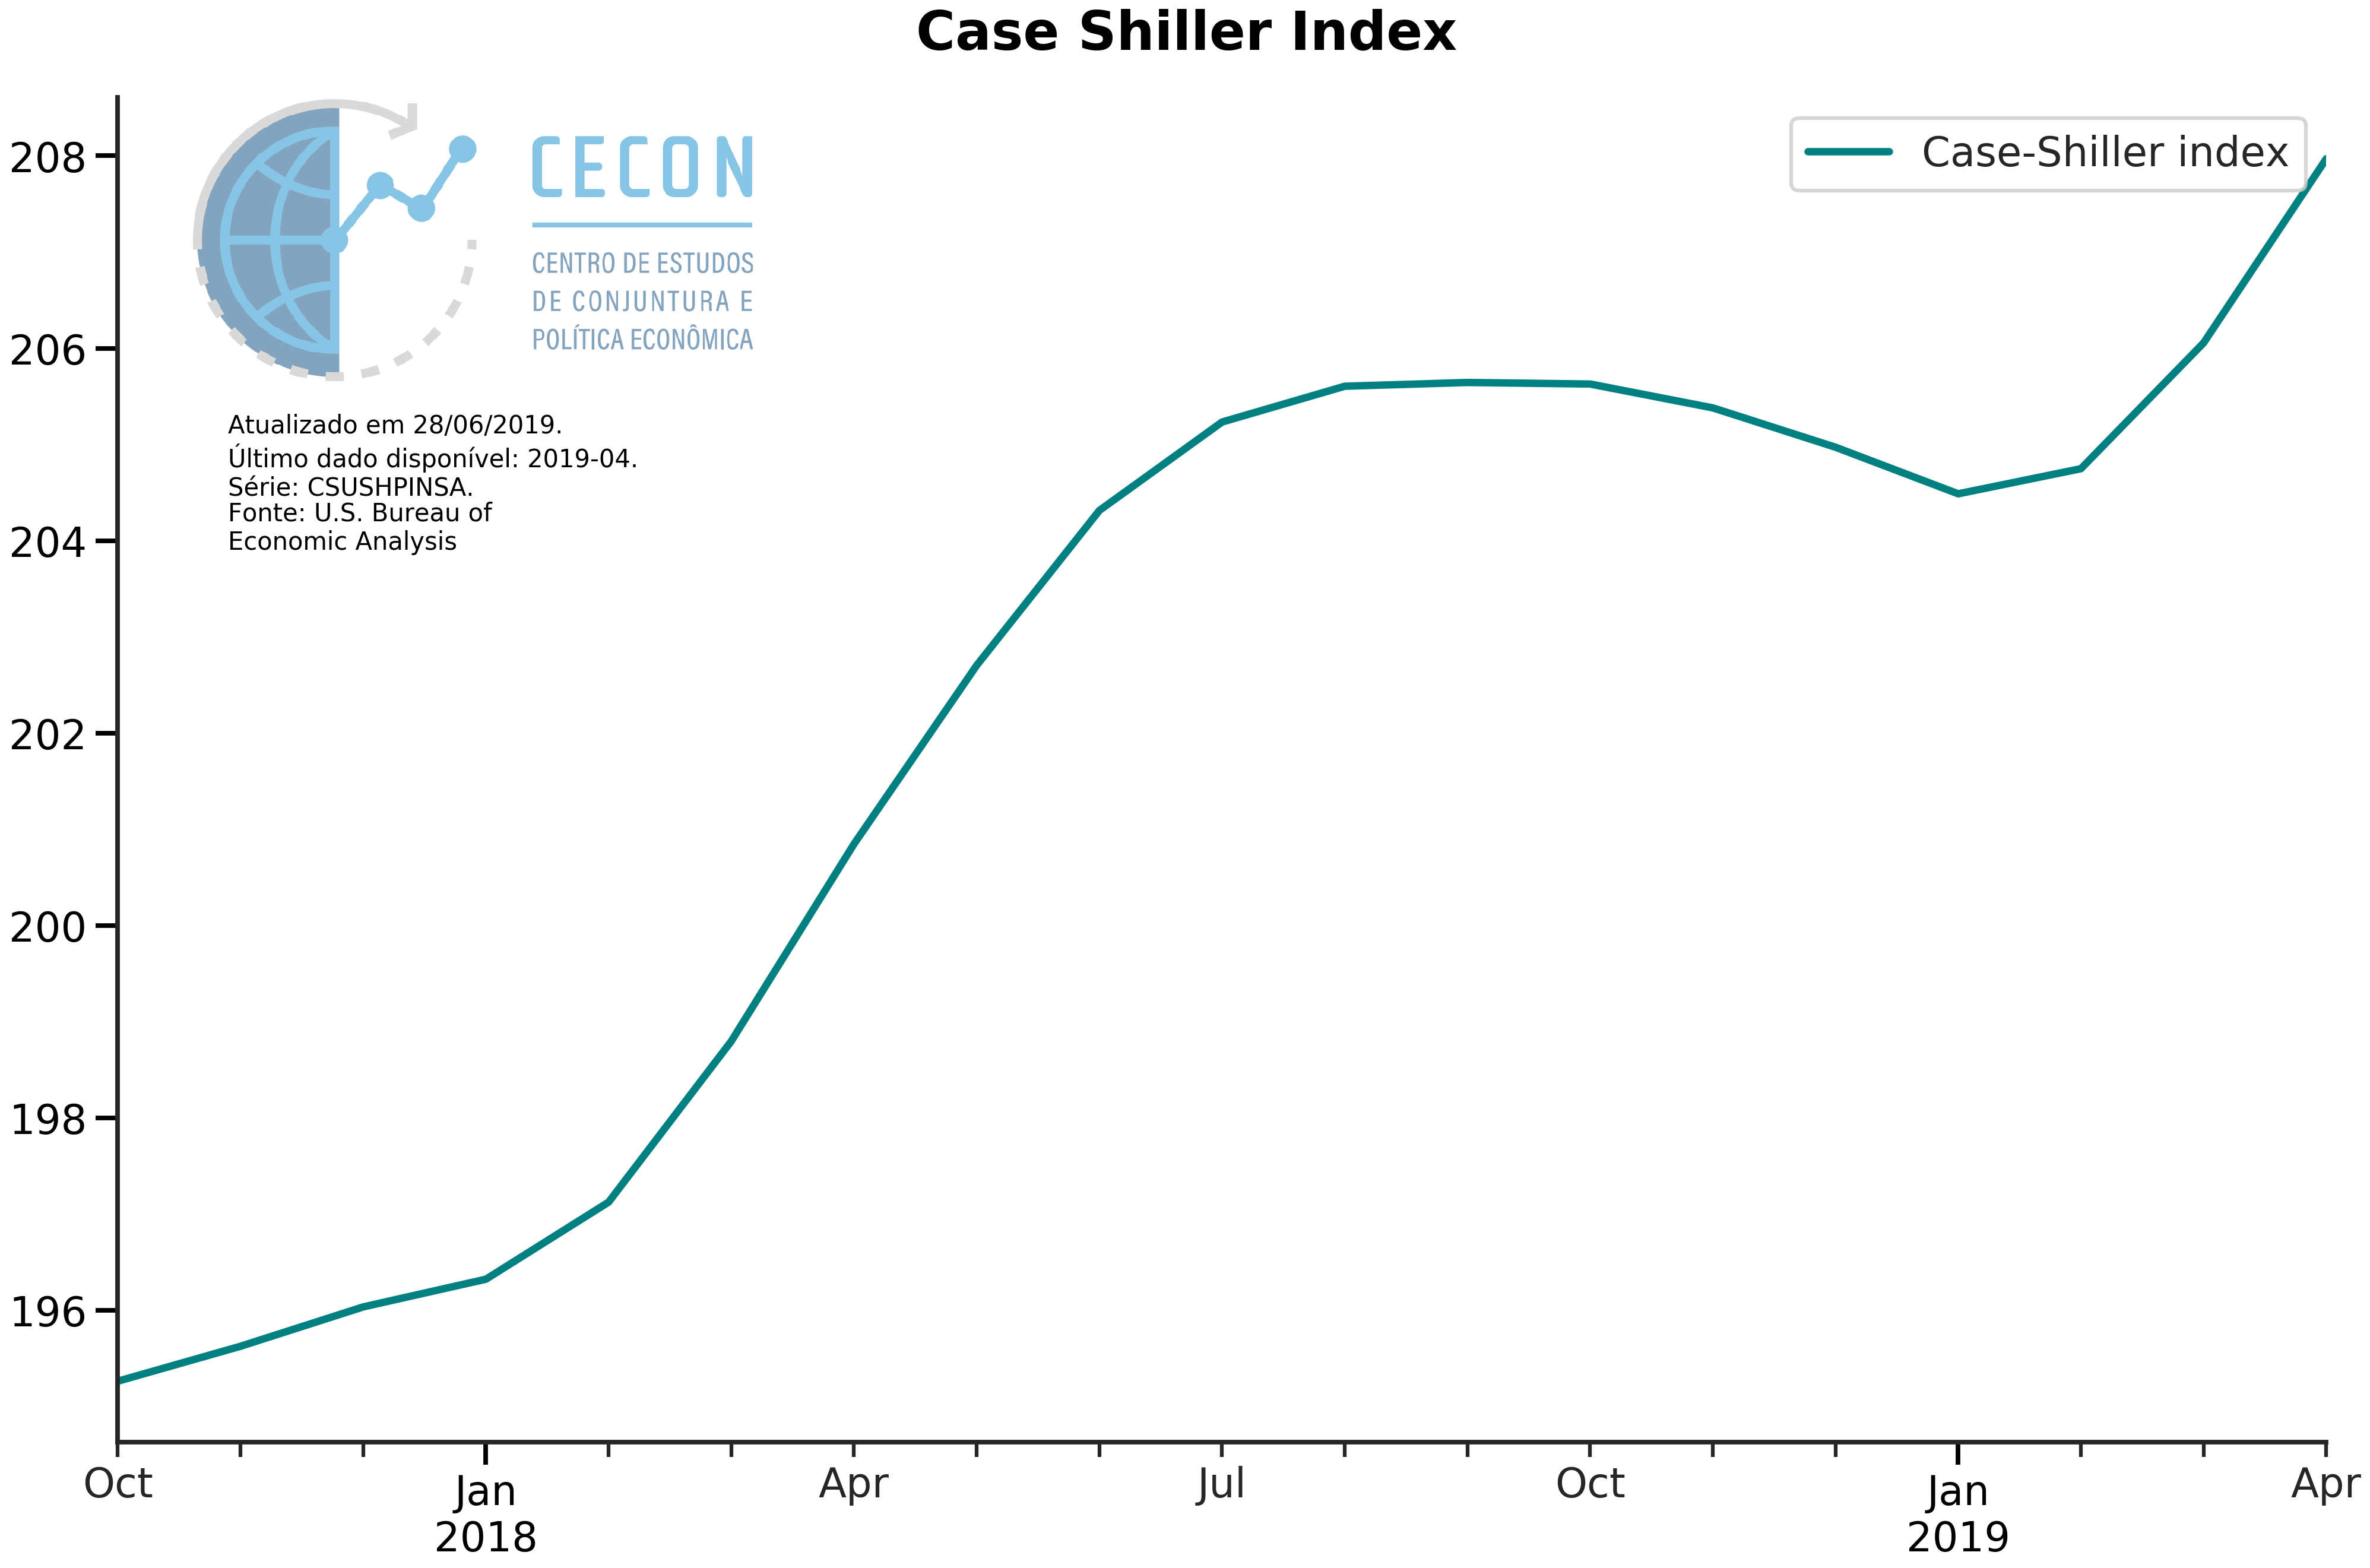 Case Shiller Index
CECON
CENTRO DE ESTUDOS
DE CONJUNTURA E
POLÍTICA ECONÔMICA
Case-Shiller index
Atualizado em 28/06/2019.
Último dado disponível: 2019-04.
Série: CSUSHPINSA.
Fonte: U.S. Bureau of
Economic Analysis
208
206
204
202
200
198
196
Oct
Jan
2018
Apr
Jul
Oct
Jan
2019
Apr